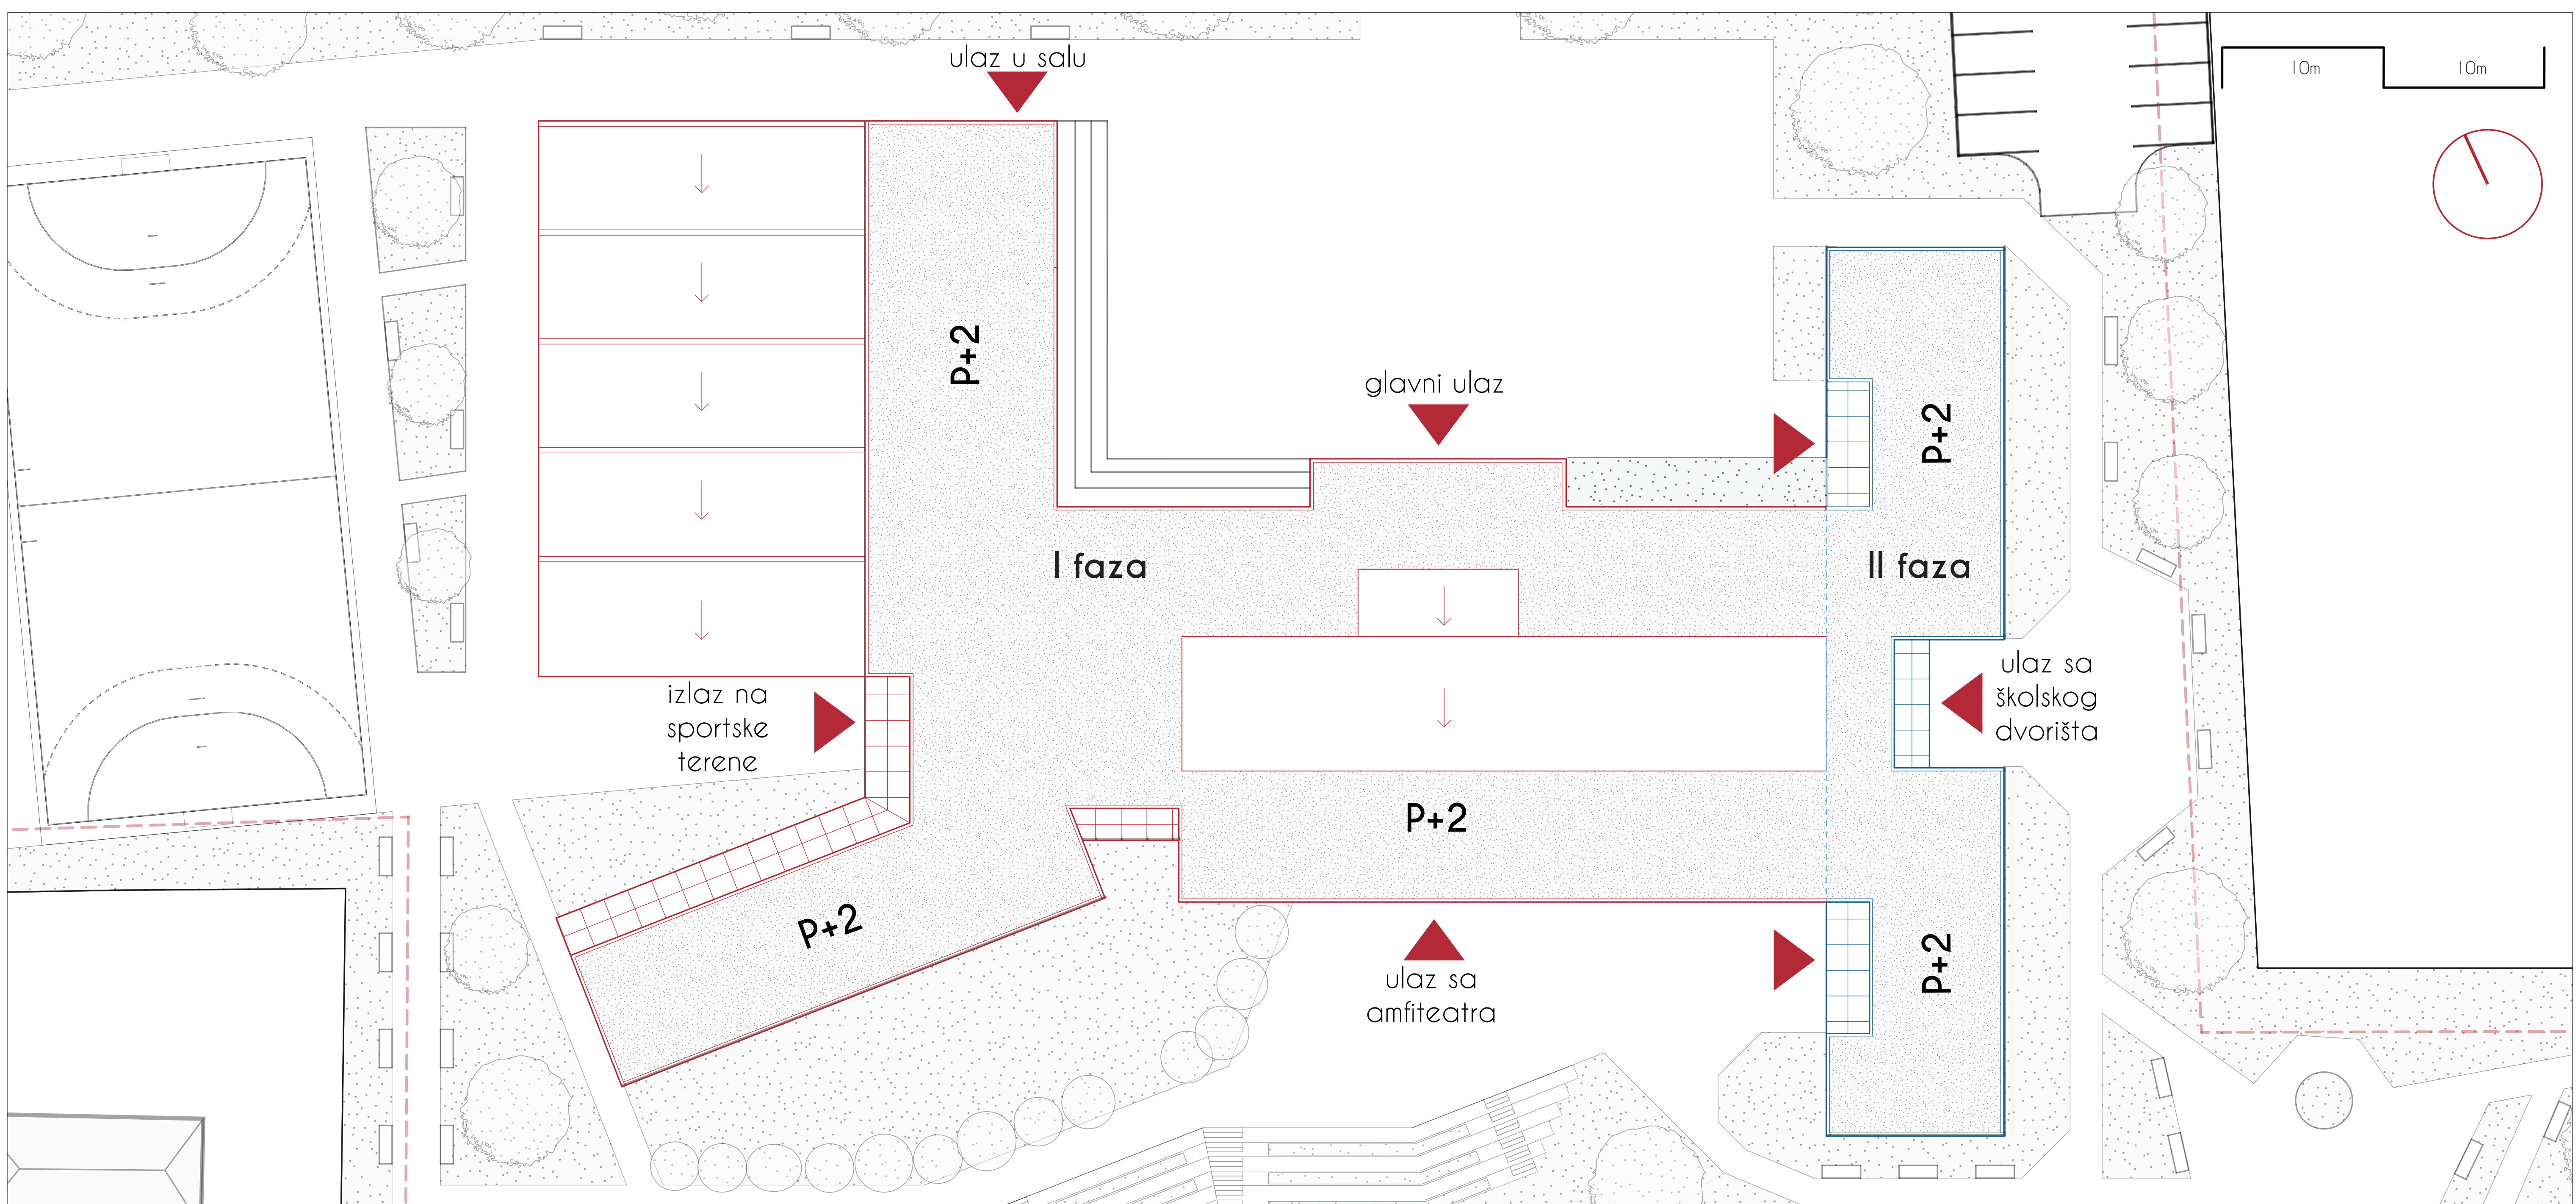 ulaz u salu
10m
10m
P+2
glavni ulaz
P+2
I faza
II faza
izlaz na
sportske
terene
ulaz sa
školskog
dvorišta
P+2
P+2
P+2
ulaz sa
amfiteatra